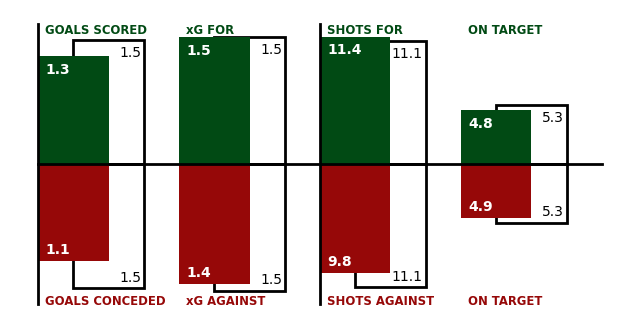 GOALS SCORED xG FOR SHOTS FOR ON TARGET
1.3 1.5 1.5 1.5 11.4 11.1 4.8 5.3
1.1 1.5 1.4 1.5 9.8 11.1 4.9 5.3
GOALS CONCEDED xG AGAINST SHOTS AGAINST ON TARGET